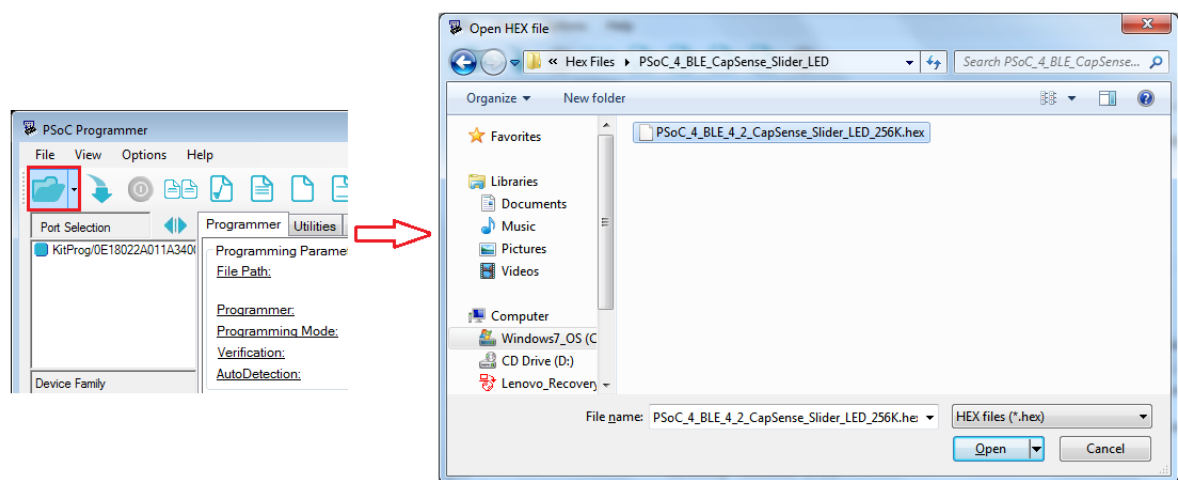 PSoC Programmer
File View Options Help
Port Selection
Programmer Utilities
KitProg/0E18022A011A340
Programming Parame
File Path:
Programmer:
Programming Mode:
Verification:
AutoDetection:
Device Family
Open HEX file
« Hex Files PSoC_4_BLE_CapSense_Slider_LED
Search PSoC_4_BLE_CapSense...
Organize New folder
Favorites
Libraries
Documents
Music
Pictures
Videos
Computer
Windows7_OS (C
CD Drive (D:)
Lenovo_Recovery
PSoC_4_BLE_4_2_CapSense_Slider_LED_256K.hex
File name: PSoC_4_BLE_4_2_CapSense_Slider_LED_256K.he
HEX files (*.hex)
Open Cancel